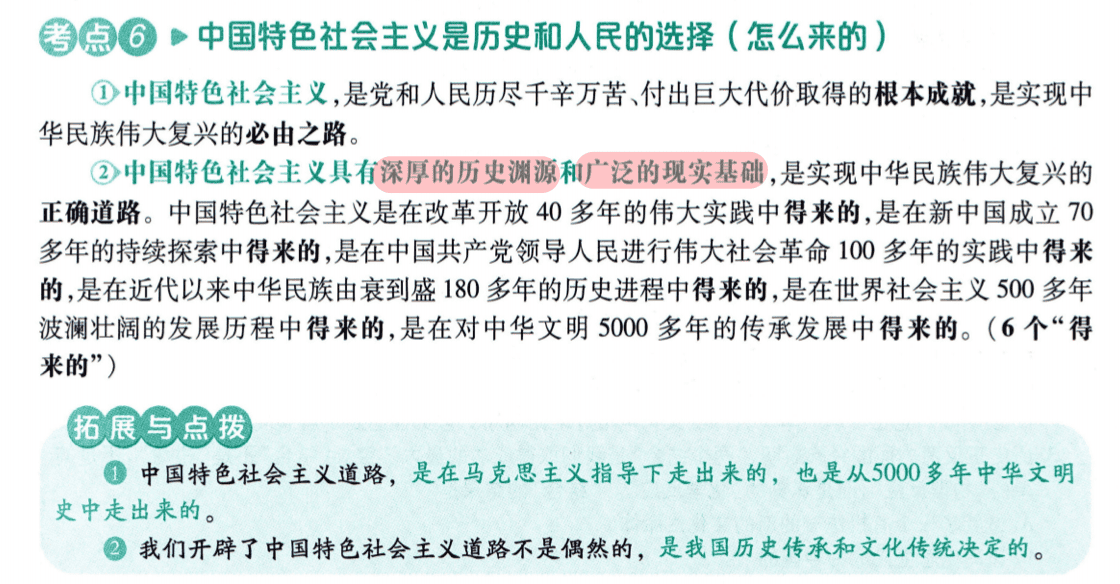 考点6 ▶ 中国特色社会主义是历史和人民的选择（怎么来的）
①中国特色社会主义，是党和人民历尽千辛万苦、付出巨大代价取得的根本成就，是实现中
华民族伟大复兴的必由之路。
②中国特色社会主义具有深厚的历史渊源和广泛的现实基础，是实现中华民族伟大复兴的
正确道路。中国特色社会主义是在改革开放 40 多年的伟大实践中得来的，是在新中国成立 70
多年的持续探索中得来的，是在中国共产党领导人民进行伟大社会革命 100 多年的实践中得来
的，是在近代以来中华民族由衰到盛 180 多年的历史进程中得来的，是在世界社会主义 500 多年
波澜壮阔的发展历程中得来的，是在对中华文明 5000 多年的传承发展中得来的。（6 个“得
来的”）
拓展与点拨
❶ 中国特色社会主义道路，是在马克思主义指导下走出来的，也是从5000多年中华文明
史中走出来的。
❷ 我们开辟了中国特色社会主义道路不是偶然的，是我国历史传承和文化传统决定的。